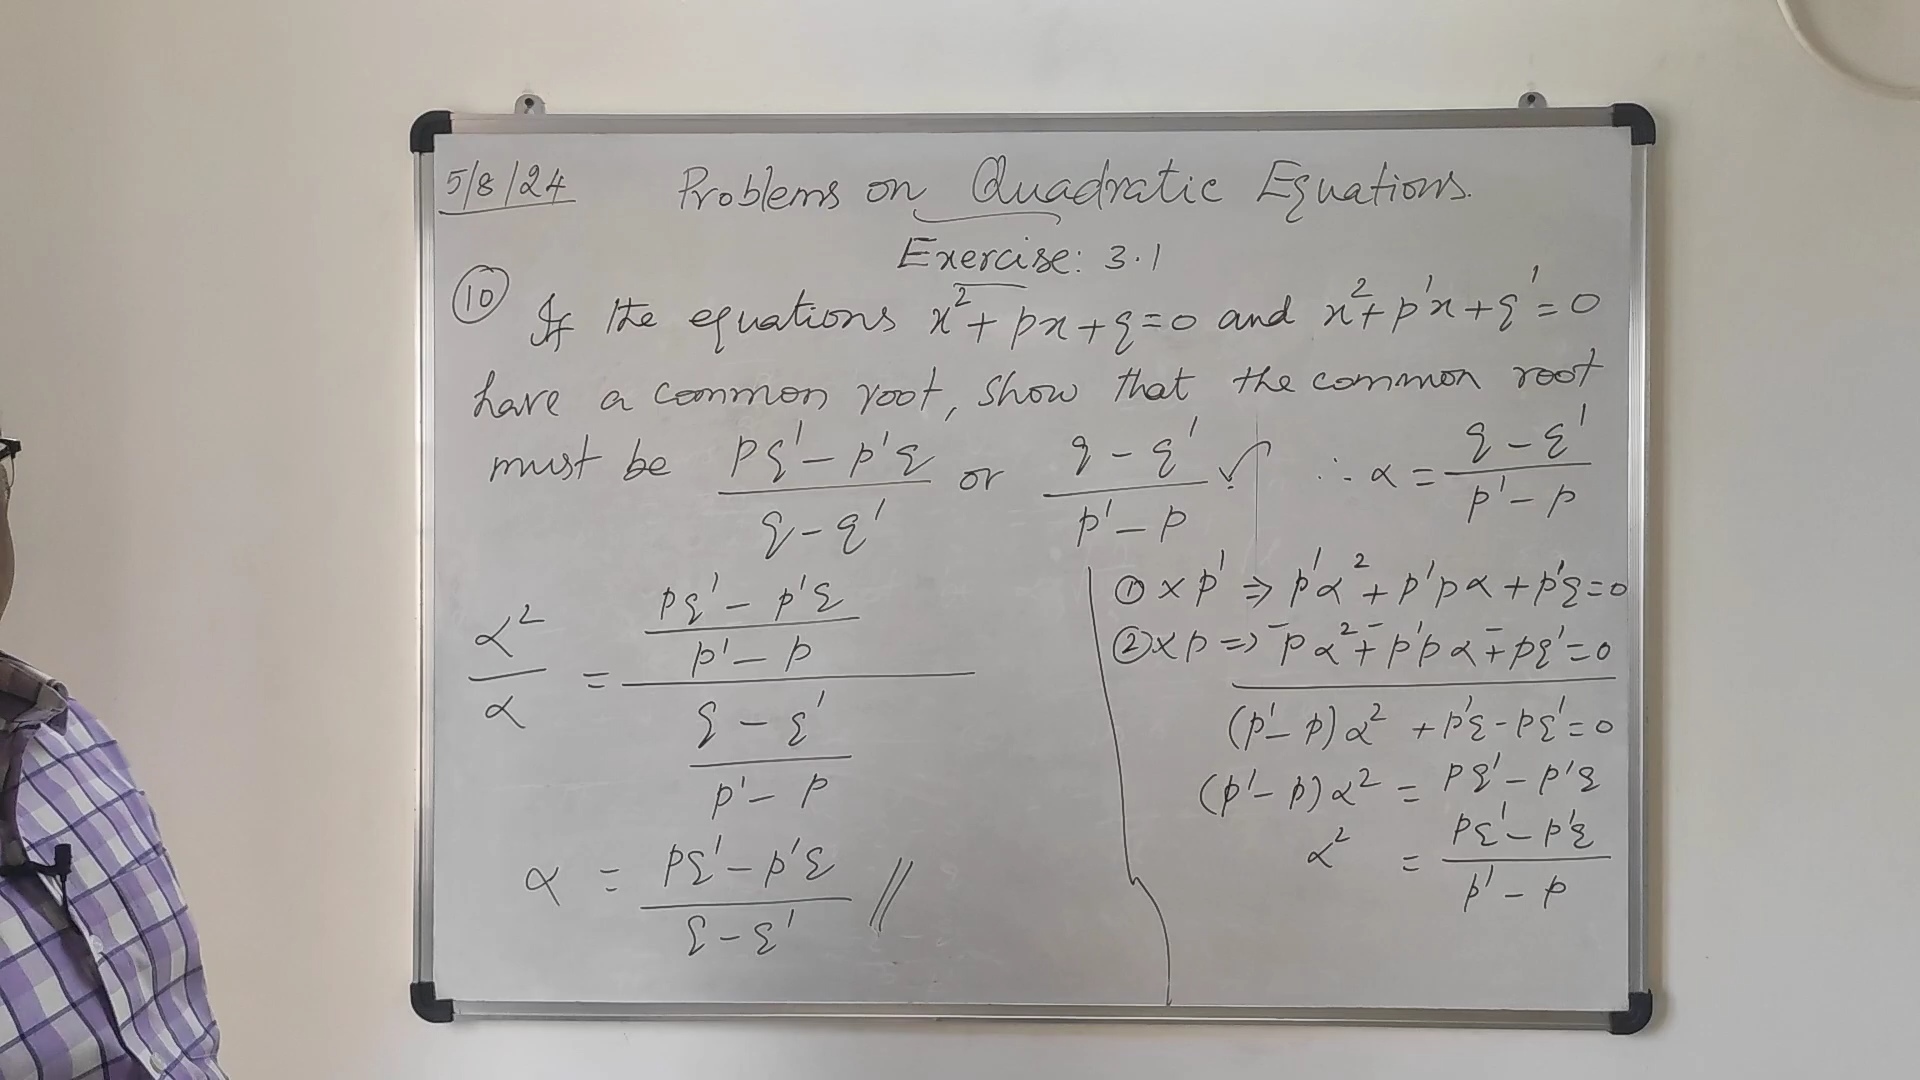 5/8/24 Problems on Quadratic Equations.
Exercise: 3.1
(10) If the equations x² + px + q = 0 and x² + p'x + q' = 0
have a common root, show that the common root
must be (pq' - p'q)/(q - q') or (q - q')/(p' - p) ✓ ∴ α = (q - q')/(p' - p)
α²/α = ((pq' - p'q)/(p' - p))/((q - q')/(p' - p))
α = (pq' - p'q)/(q - q') //
① × p' ⇒ p'α² + p'pα + p'q = 0
② × p ⇒ pα² + p'pα + pq' = 0
- - -
(p' - p)α² + p'q - pq' = 0
(p' - p)α² = pq' - p'q
α² = (pq' - p'q)/(p' - p)